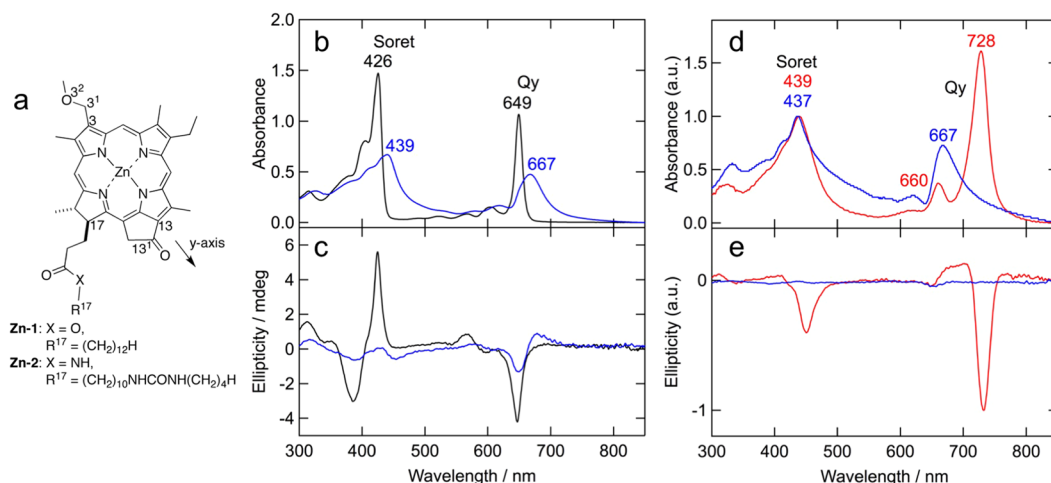 a
O
3²
3¹
3
N
N
Zn
N
N
17
13
13¹
O
y-axis
O
X
R¹⁷
Zn-1: X = O,
R¹⁷ = (CH₂)₁₂H
Zn-2: X = NH,
R¹⁷ = (CH₂)₁₀NHCONH(CH₂)₄H
b
Soret
426
Qy
649
439
667
2.0
1.5
1.0
0.5
0.0
Absorbance
c
6
4
2
0
-2
-4
Ellipticity / mdeg
300 400 500 600 700 800
Wavelength / nm
d
728
Soret
439
437
Qy
667
660
1.5
1.0
0.5
0.0
Absorbance (a.u.)
e
0
-1
Ellipticity (a.u.)
300 400 500 600 700 800
Wavelength / nm